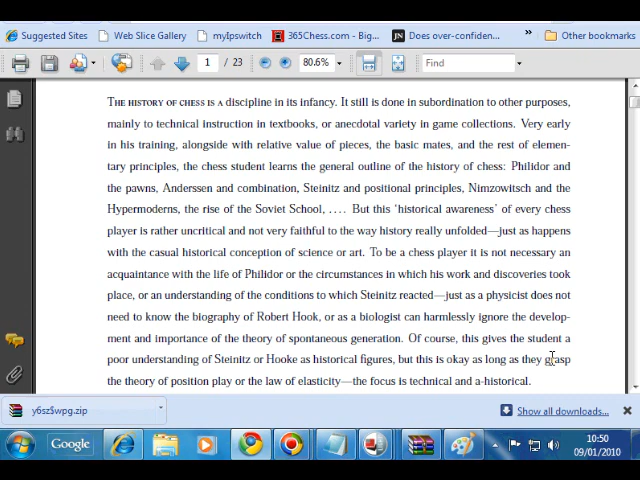 Suggested Sites
Web Slice Gallery
myIpswitch
365Chess.com - Big...
JN
Does over-confiden...
»
Other bookmarks
1 / 23
80.6%
Find
THE HISTORY OF CHESS IS A discipline in its infancy. It still is done in subordination to other purposes,
mainly to technical instruction in textbooks, or anecdotal variety in game collections. Very early
in his training, alongside with relative value of pieces, the basic mates, and the rest of elemen-
tary principles, the chess student learns the general outline of the history of chess: Philidor and
the pawns, Anderssen and combination, Steinitz and positional principles, Nimzowitsch and the
Hypermoderns, the rise of the Soviet School, .... But this ‘historical awareness’ of every chess
player is rather uncritical and not very faithful to the way history really unfolded—just as happens
with the casual historical conception of science or art. To be a chess player it is not necessary an
acquaintance with the life of Philidor or the circumstances in which his work and discoveries took
place, or an understanding of the conditions to which Steinitz reacted—just as a physicist does not
need to know the biography of Robert Hook, or as a biologist can harmlessly ignore the develop-
ment and importance of the theory of spontaneous generation. Of course, this gives the student a
poor understanding of Steinitz or Hooke as historical figures, but this is okay as long as they grasp
the theory of position play or the law of elasticity—the focus is technical and a-historical.
y6sz$wpg.zip
Show all downloads...
Google
10:50
09/01/2010